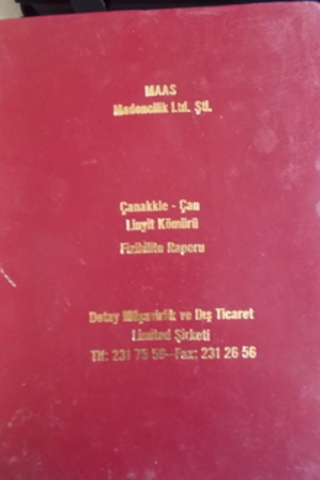 MAAS
Madencilik Ltd. Şti.
Çanakkle - Çan
Linyit Kömürü
Fizibilite Raporu
Detay Müşavirlik ve Dış Ticaret
Limited Şirketi
Tlf: 231 75 50--Fax: 231 26 56